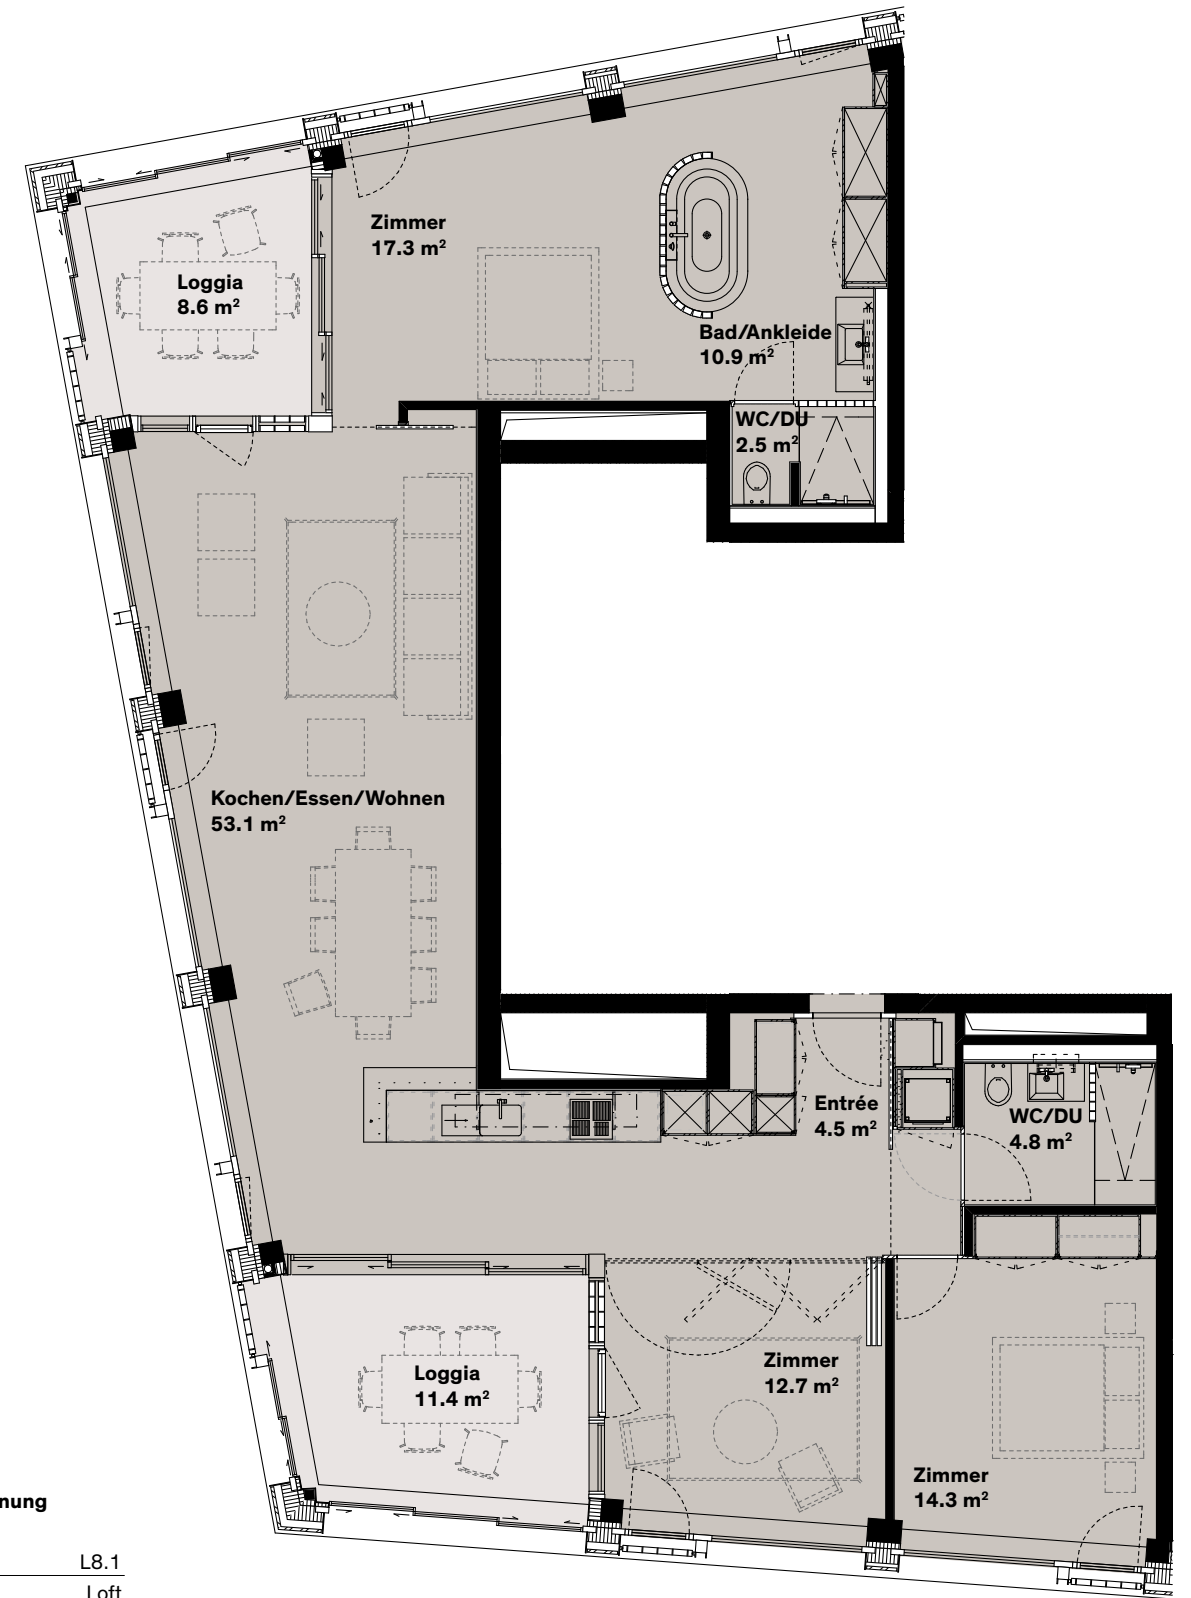 Zimmer
17.3 m²
Loggia
8.6 m²
Bad/Ankleide
10.9 m²
WC/DU
2.5 m²
Kochen/Essen/Wohnen
53.1 m²
Entrée
4.5 m²
WC/DU
4.8 m²
Loggia
11.4 m²
Zimmer
12.7 m²
Zimmer
14.3 m²
nung
L8.1
Loft